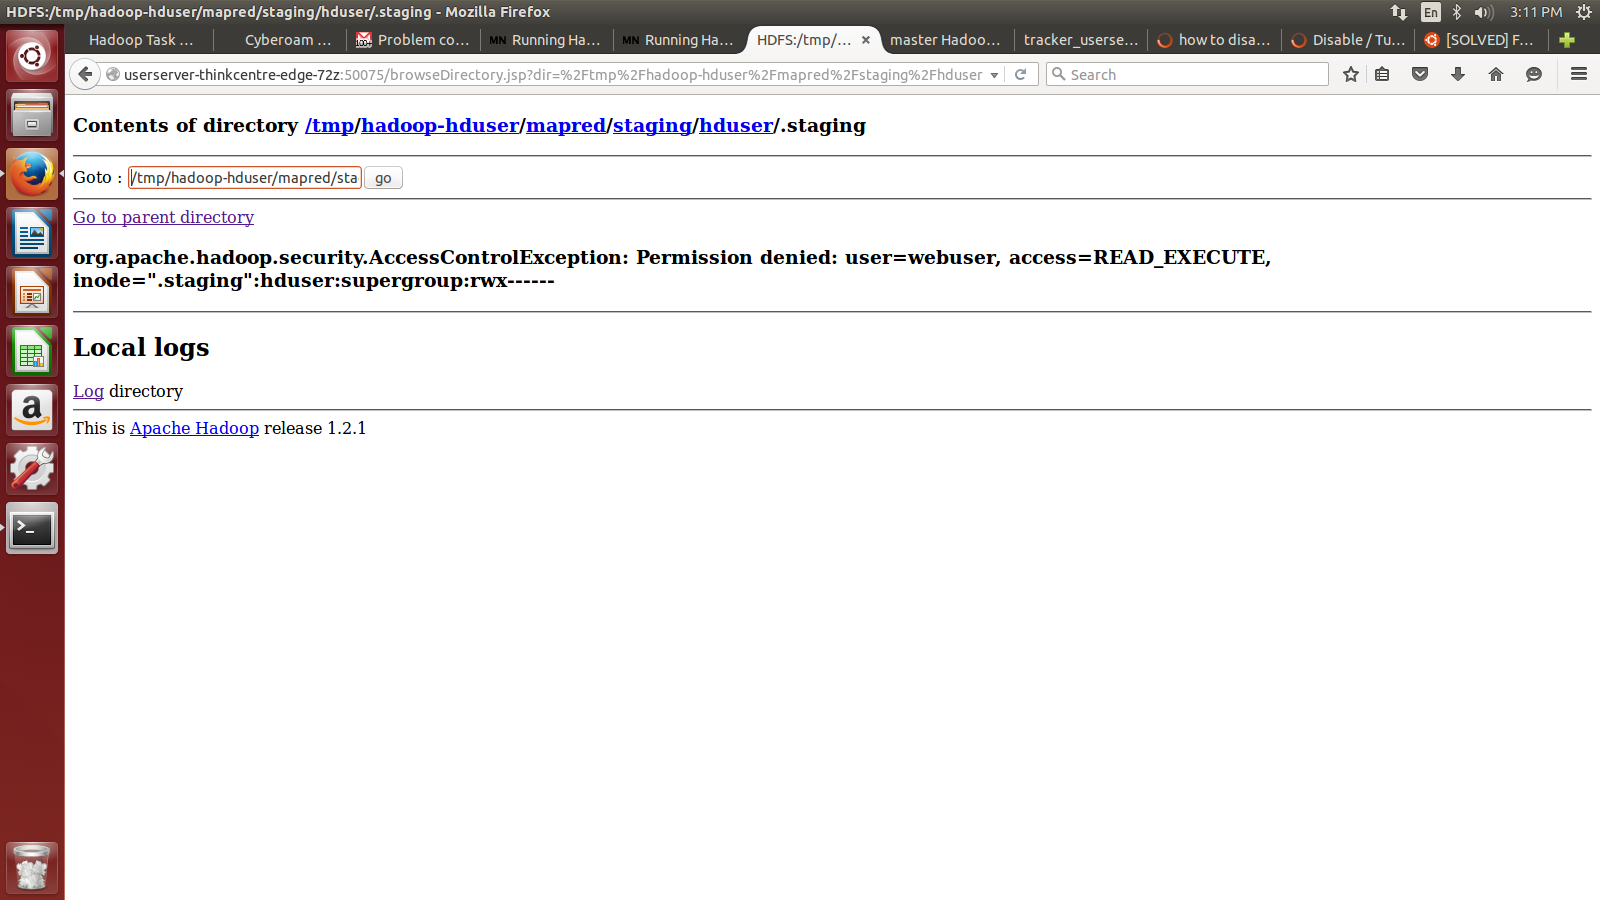 HDFS:/tmp/hadoop-hduser/mapred/staging/hduser/.staging - Mozilla Firefox
En
3:11 PM
Hadoop Task ...
Cyberoam ...
100+
Problem co...
MN Running Ha...
MN Running Ha...
HDFS:/tmp/...
master Hadoo...
tracker_userse...
how to disa...
Disable / Tu...
[SOLVED] F...
userserver-thinkcentre-edge-72z:50075/browseDirectory.jsp?dir=%2Ftmp%2Fhadoop-hduser%2Fmapred%2Fstaging%2Fhduser
Search
Contents of directory /tmp/hadoop-hduser/mapred/staging/hduser/.staging
Goto : /tmp/hadoop-hduser/mapred/sta go
Go to parent directory
org.apache.hadoop.security.AccessControlException: Permission denied: user=webuser, access=READ_EXECUTE,
inode=".staging":hduser:supergroup:rwx------
Local logs
Log directory
This is Apache Hadoop release 1.2.1
a
>_